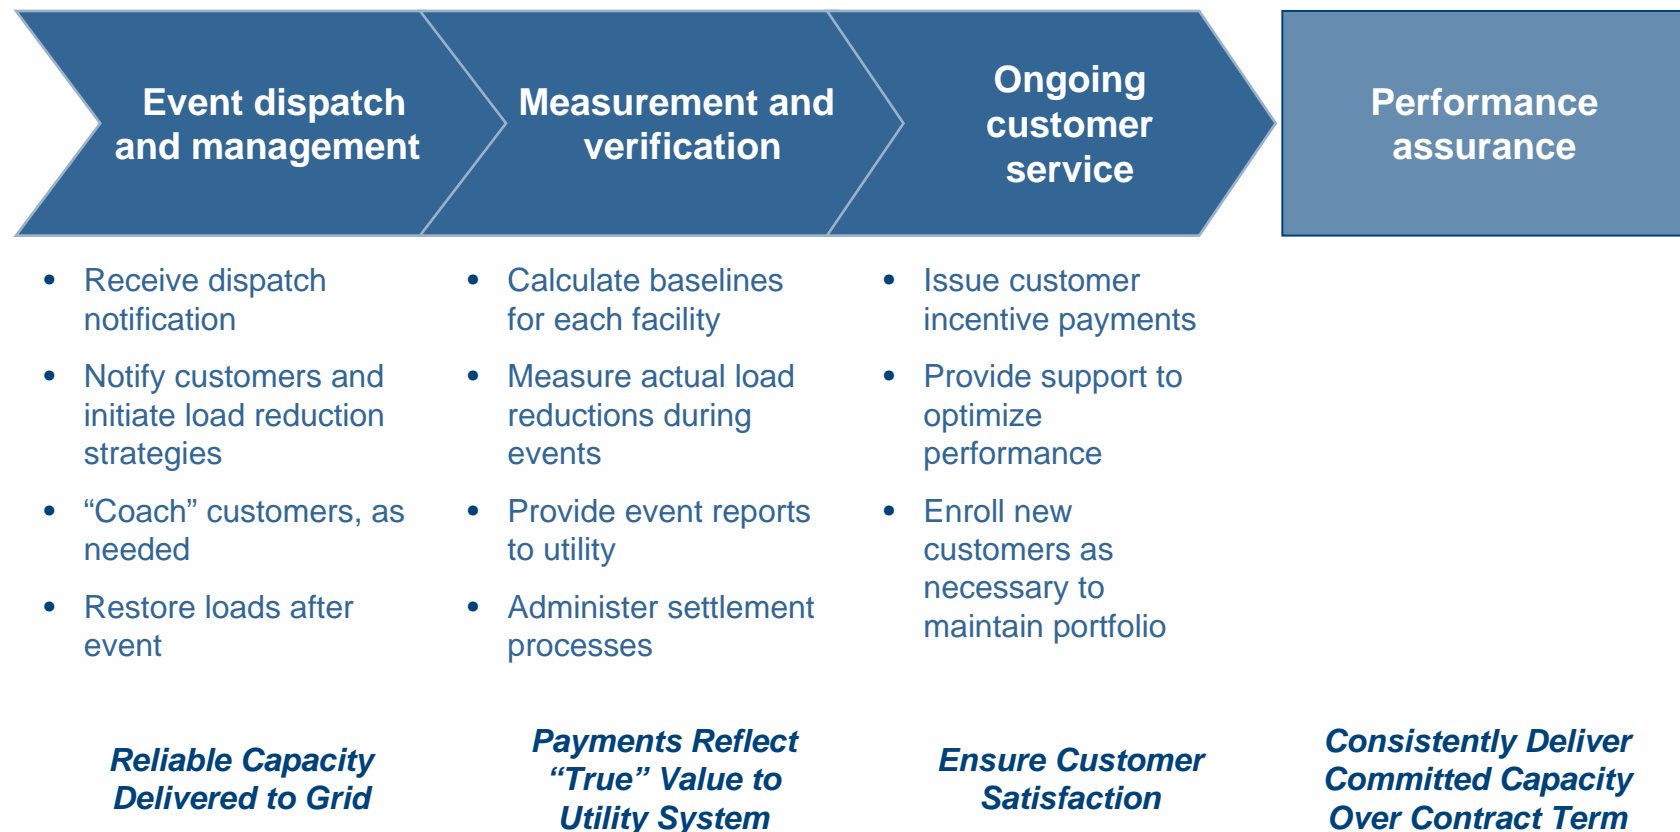 Event dispatch
and management
Measurement and
verification
Ongoing
customer
service
Performance
assurance
• Receive dispatch
notification
• Notify customers and
initiate load reduction
strategies
• “Coach” customers, as
needed
• Restore loads after
event
• Calculate baselines
for each facility
• Measure actual load
reductions during
events
• Provide event reports
to utility
• Administer settlement
processes
• Issue customer
incentive payments
• Provide support to
optimize
performance
• Enroll new
customers as
necessary to
maintain portfolio
Reliable Capacity
Delivered to Grid
Payments Reflect
“True” Value to
Utility System
Ensure Customer
Satisfaction
Consistently Deliver
Committed Capacity
Over Contract Term